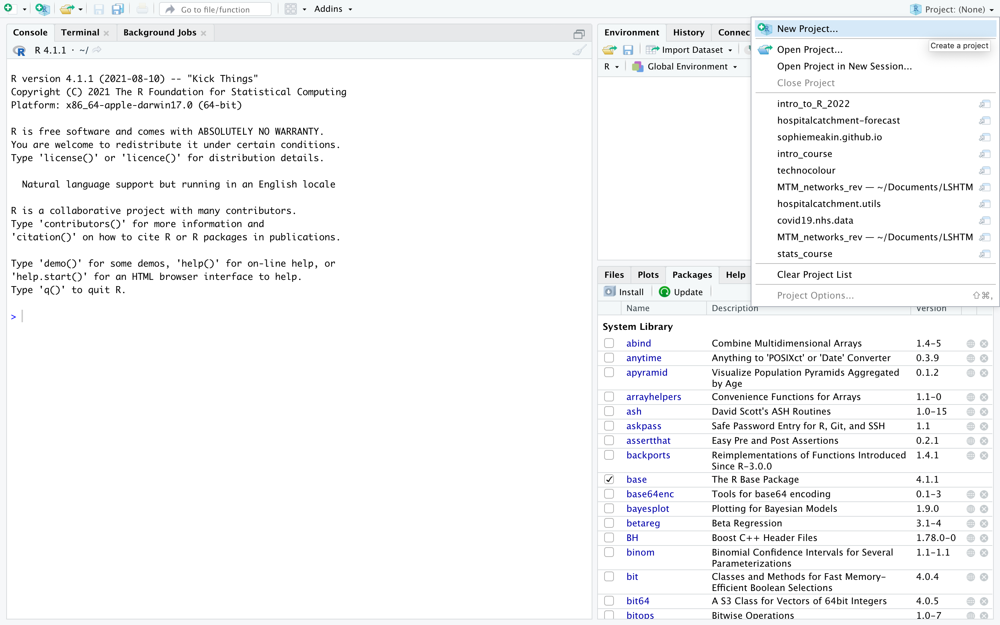 Go to file/function
Addins
Project: (None)
Console
Terminal
Background Jobs
R 4.1.1 · ~/
R version 4.1.1 (2021-08-10) -- "Kick Things"
Copyright (C) 2021 The R Foundation for Statistical Computing
Platform: x86_64-apple-darwin17.0 (64-bit)
R is free software and comes with ABSOLUTELY NO WARRANTY.
You are welcome to redistribute it under certain conditions.
Type 'license()' or 'licence()' for distribution details.
Natural language support but running in an English locale
R is a collaborative project with many contributors.
Type 'contributors()' for more information and
'citation()' on how to cite R or R packages in publications.
Type 'demo()' for some demos, 'help()' for on-line help, or
'help.start()' for an HTML browser interface to help.
Type 'q()' to quit R.
>
Environment
History
Connec
Import Dataset
R
Global Environment
New Project...
Create a project
Open Project...
Open Project in New Session...
Close Project
intro_to_R_2022
hospitalcatchment-forecast
sophiemeakin.github.io
intro_course
technocolour
MTM_networks_rev — ~/Documents/LSHTM
hospitalcatchment.utils
covid19.nhs.data
MTM_networks_rev — ~/Documents/LSHTM
stats_course
Clear Project List
Project Options... ⇧⌘,
Files
Plots
Packages
Help
Install
Update
Name Description Version
System Library
abind Combine Multidimensional Arrays 1.4-5
anytime Anything to 'POSIXct' or 'Date' Converter 0.3.9
apyramid Visualize Population Pyramids Aggregated 0.1.2
by Age
arrayhelpers Convenience Functions for Arrays 1.1-0
ash David Scott's ASH Routines 1.0-15
askpass Safe Password Entry for R, Git, and SSH 1.1
assertthat Easy Pre and Post Assertions 0.2.1
backports Reimplementations of Functions Introduced 1.4.1
Since R-3.0.0
base The R Base Package 4.1.1
base64enc Tools for base64 encoding 0.1-3
bayesplot Plotting for Bayesian Models 1.9.0
betareg Beta Regression 3.1-4
BH Boost C++ Header Files 1.78.0-0
binom Binomial Confidence Intervals for Several 1.1-1.1
Parameterizations
bit Classes and Methods for Fast Memory-
4.0.4
Efficient Boolean Selections
bit64 A S3 Class for Vectors of 64bit Integers 4.0.5
bitops Bitwise Operations 1.0-7